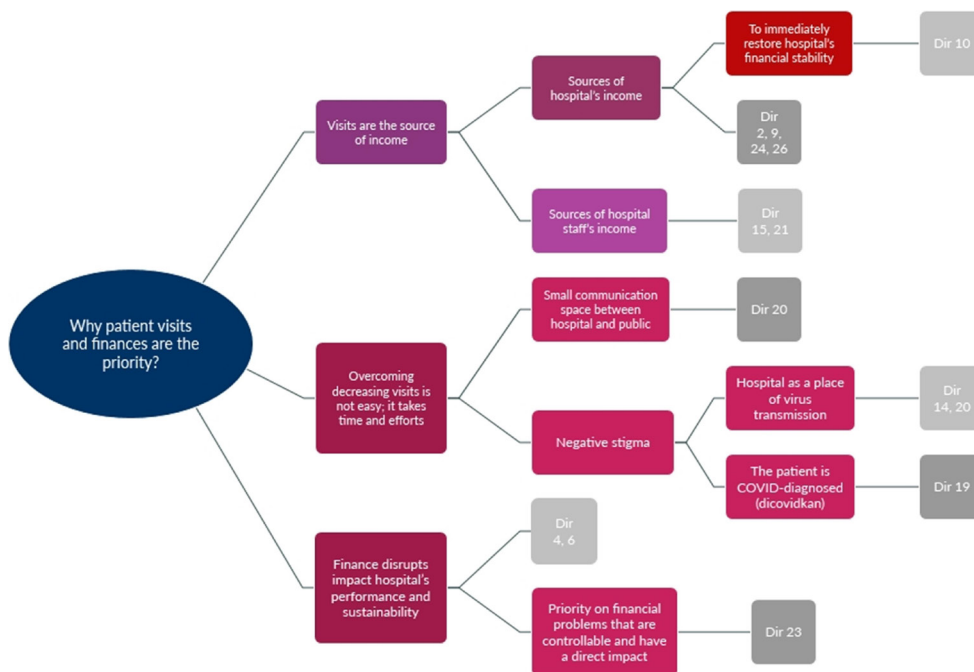 Why patient visits
and finances are the
priority?
Visits are the source
of income
Sources of
hospital's income
To immediately
restore hospital's
financial stability
Dir 10
Dir
2, 9,
24, 26
Sources of hospital
staff's income
Dir
15, 21
Overcoming
decreasing visits is
not easy; it takes
time and efforts
Small communication
space between
hospital and public
Dir 20
Negative stigma
Hospital as a place
of virus
transmission
Dir
14, 20
The patient is
COVID-diagnosed
(dicovidkan)
Dir 19
Finance disrupts
impact hospital's
performance and
sustainability
Dir
4, 6
Priority on financial
problems that are
controllable and have
a direct impact
Dir 23